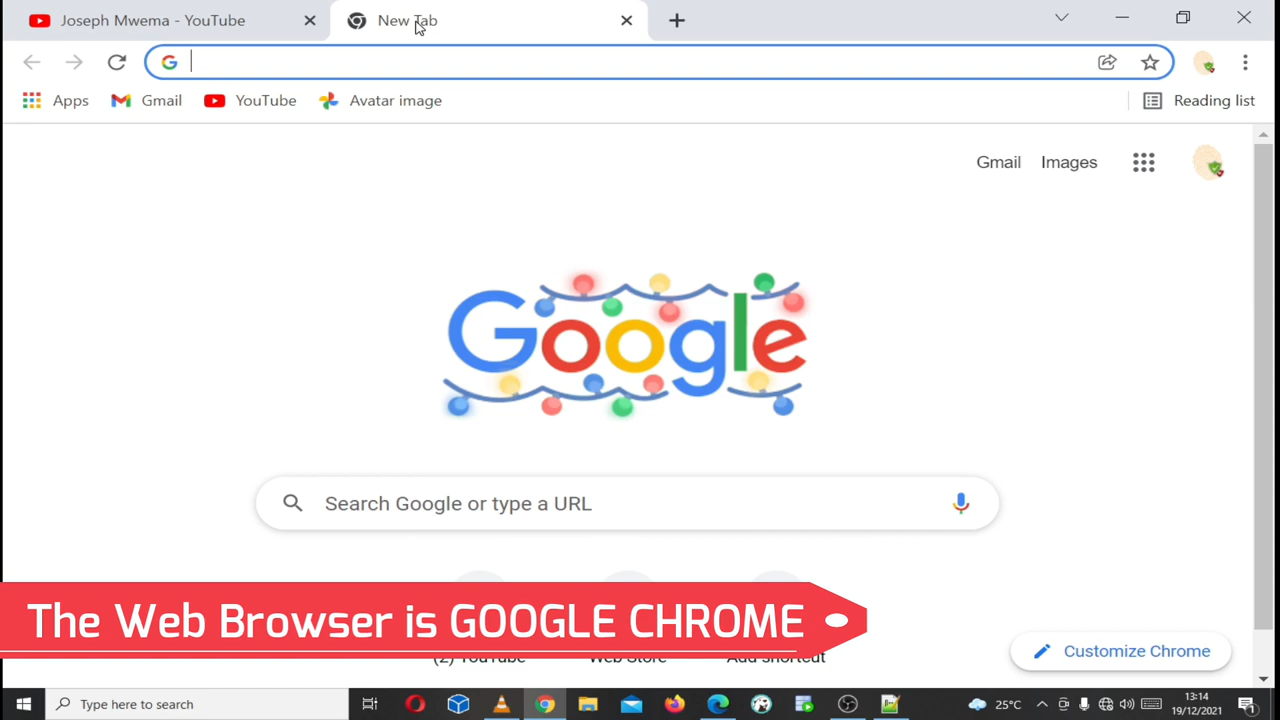 Joseph Mwema - YouTube
New Tab
Apps
Gmail
YouTube
Avatar image
Reading list
Gmail
Images
Google
Search Google or type a URL
The Web Browser is GOOGLE CHROME
(2) YouTube
Web Store
Add shortcut
Customize Chrome
Type here to search
25°C
13:14
19/12/2021
1